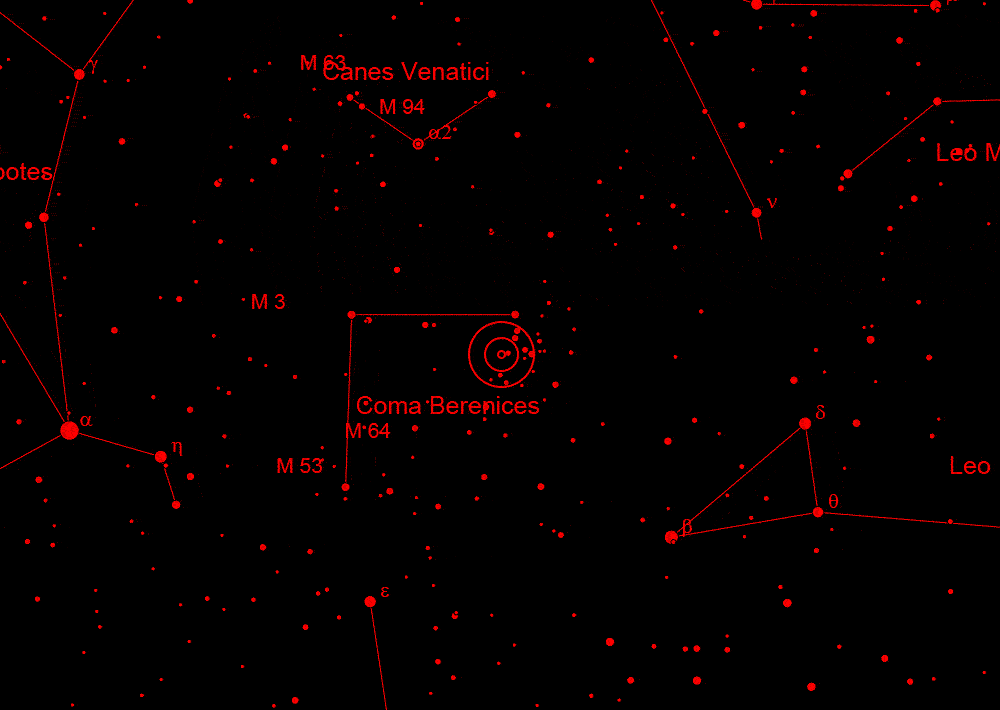 γ
M 63
Canes Venatici
M 94
α2
Leo M
ootes
ν
M 3
Coma Berenices
α
δ
M 64
η
M 53
Leo
θ
β
ε